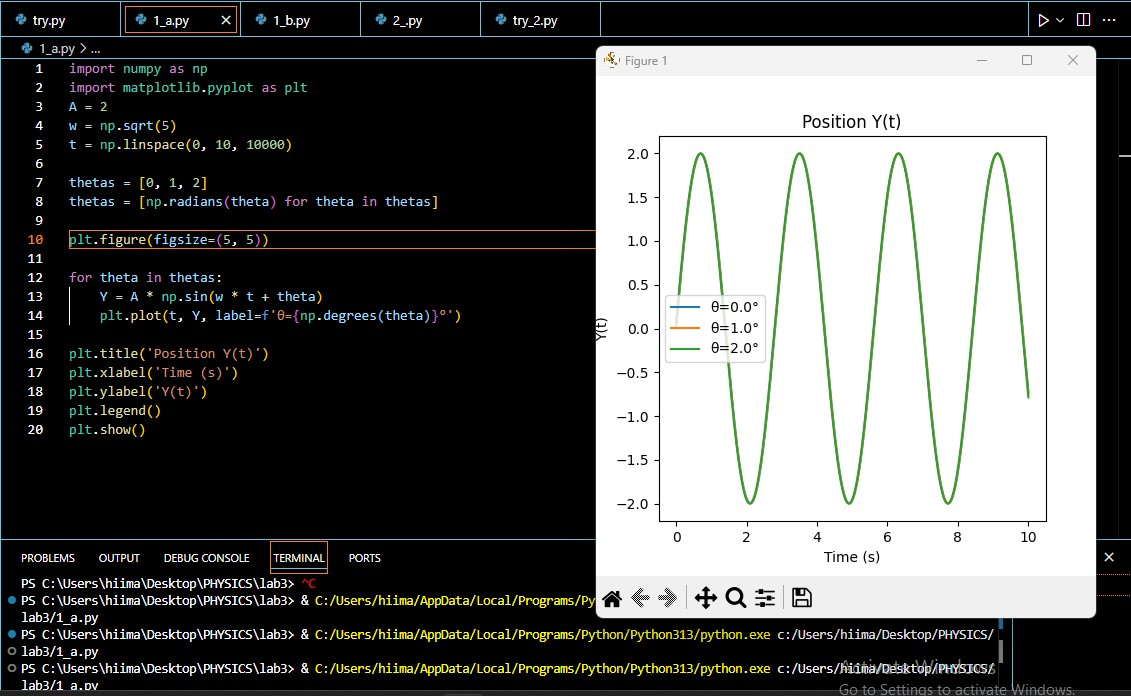 try.py
1_a.py
1_b.py
2_.py
try_2.py
1_a.py > ...
1 import numpy as np
2 import matplotlib.pyplot as plt
3 A = 2
4 w = np.sqrt(5)
5 t = np.linspace(0, 10, 10000)
6
7 thetas = [0, 1, 2]
8 thetas = [np.radians(theta) for theta in thetas]
9
10 plt.figure(figsize=(5, 5))
11
12 for theta in thetas:
13     Y = A * np.sin(w * t + theta)
14     plt.plot(t, Y, label=f'θ={np.degrees(theta)}°')
15
16 plt.title('Position Y(t)')
17 plt.xlabel('Time (s)')
18 plt.ylabel('Y(t)')
19 plt.legend()
20 plt.show()
Figure 1
Position Y(t)
2.0
1.5
1.0
0.5
0.0
−0.5
−1.0
−1.5
−2.0
Y(t)
θ=0.0°
θ=1.0°
θ=2.0°
0 2 4 6 8 10
Time (s)
PROBLEMS OUTPUT DEBUG CONSOLE TERMINAL PORTS
PS C:\Users\hiima\Desktop\PHYSICS\lab3> ^C
PS C:\Users\hiima\Desktop\PHYSICS\lab3> & C:/Users/hiima/AppData/Local/Programs/Py
lab3/1_a.py
PS C:\Users\hiima\Desktop\PHYSICS\lab3> & C:/Users/hiima/AppData/Local/Programs/Python/Python313/python.exe c:/Users/hiima/Desktop/PHYSICS/
lab3/1_a.py
PS C:\Users\hiima\Desktop\PHYSICS\lab3> & C:/Users/hiima/AppData/Local/Programs/Python/Python313/python.exe c:/Users/hiima/Desktop/PHYSICS/
lab3/1_a.py
Activate Windows
Go to Settings to activate Windows.